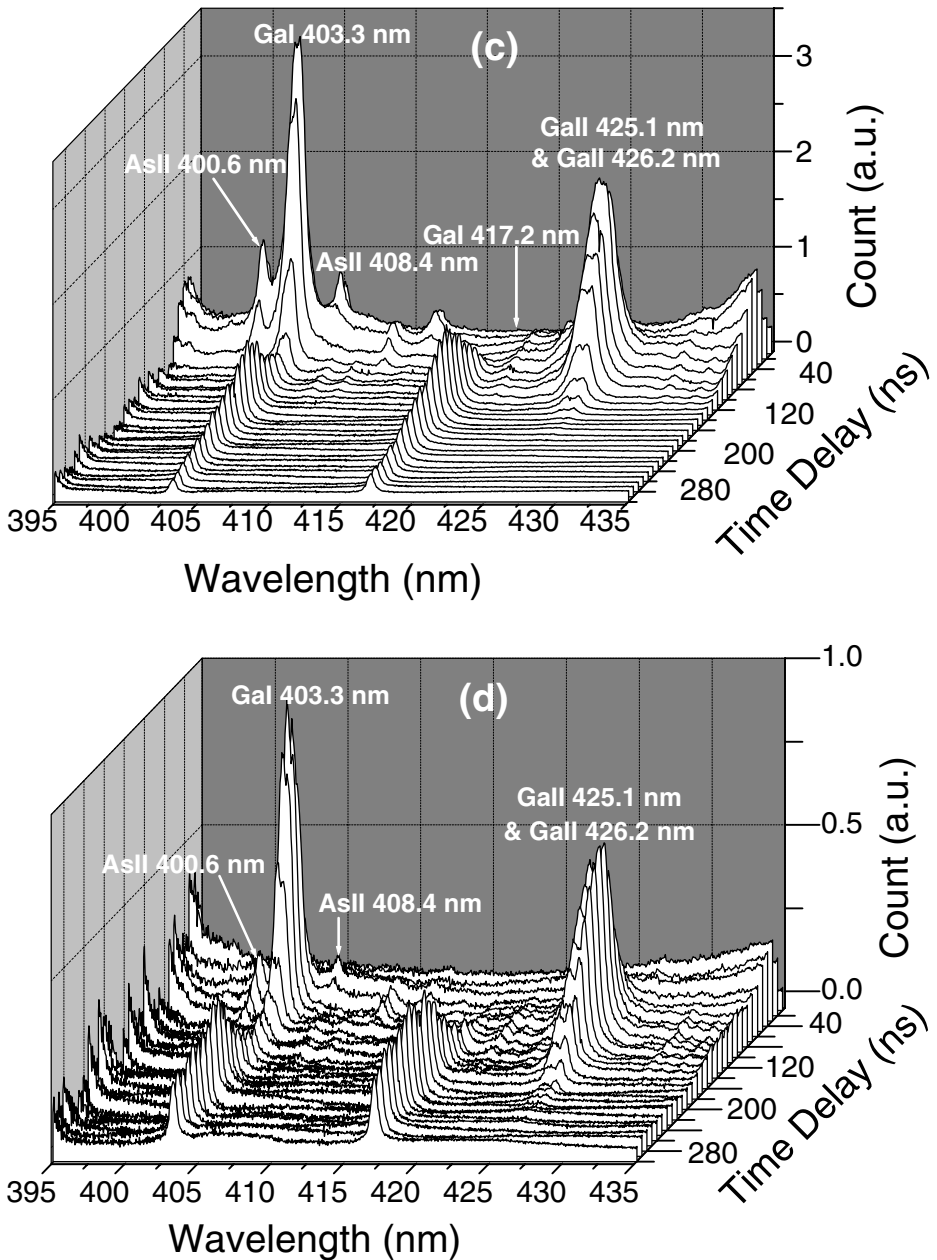 GaI 403.3 nm
(c)
3
GaII 425.1 nm
& GaII 426.2 nm
AsII 400.6 nm
2
GaI 417.2 nm
AsII 408.4 nm
1
0
Count (a.u.)
40
120
200
280
Time Delay (ns)
395 400 405 410 415 420 425 430 435
Wavelength (nm)
1.0
GaI 403.3 nm
(d)
GaII 425.1 nm
& GaII 426.2 nm
0.5
AsII 400.6 nm
AsII 408.4 nm
0.0
Count (a.u.)
40
120
200
280
Time Delay (ns)
395 400 405 410 415 420 425 430 435
Wavelength (nm)